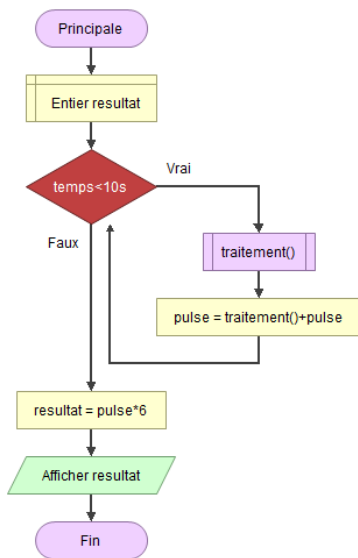 Principale
Entier resultat
temps<10s
Vrai
Faux
traitement()
pulse = traitement()+pulse
resultat = pulse*6
Afficher resultat
Fin